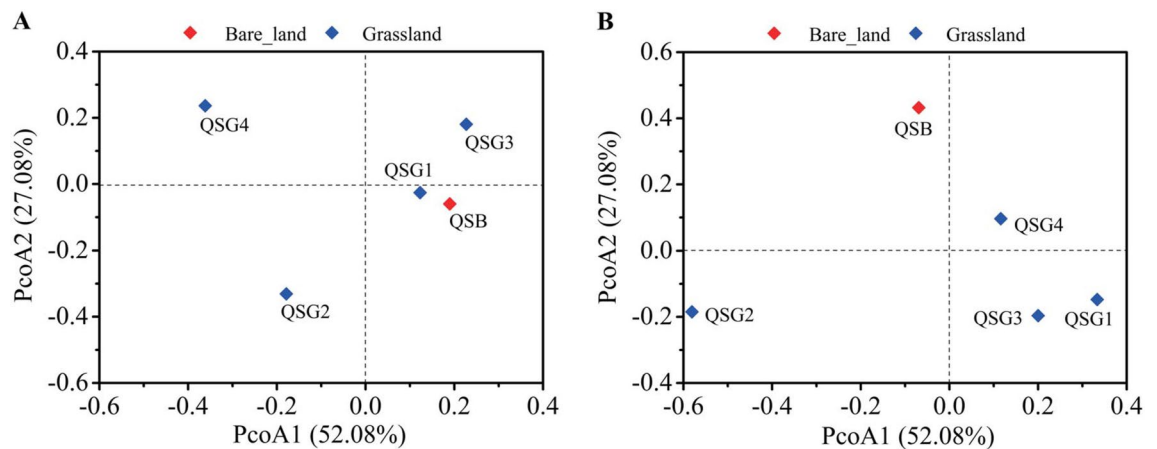 A
Bare_land Grassland
0.4
0.2
0.0
-0.2
-0.4
-0.6
PcoA2 (27.08%)
QSG4
QSG3
QSG1
QSB
QSG2
-0.6 -0.4 -0.2 0.0 0.2 0.4
PcoA1 (52.08%)
B
Bare_land Grassland
0.6
0.4
0.2
0.0
-0.2
-0.4
PcoA2 (27.08%)
QSB
QSG4
QSG2
QSG3 QSG1
-0.6 -0.4 -0.2 0.0 0.2 0.4
PcoA1 (52.08%)